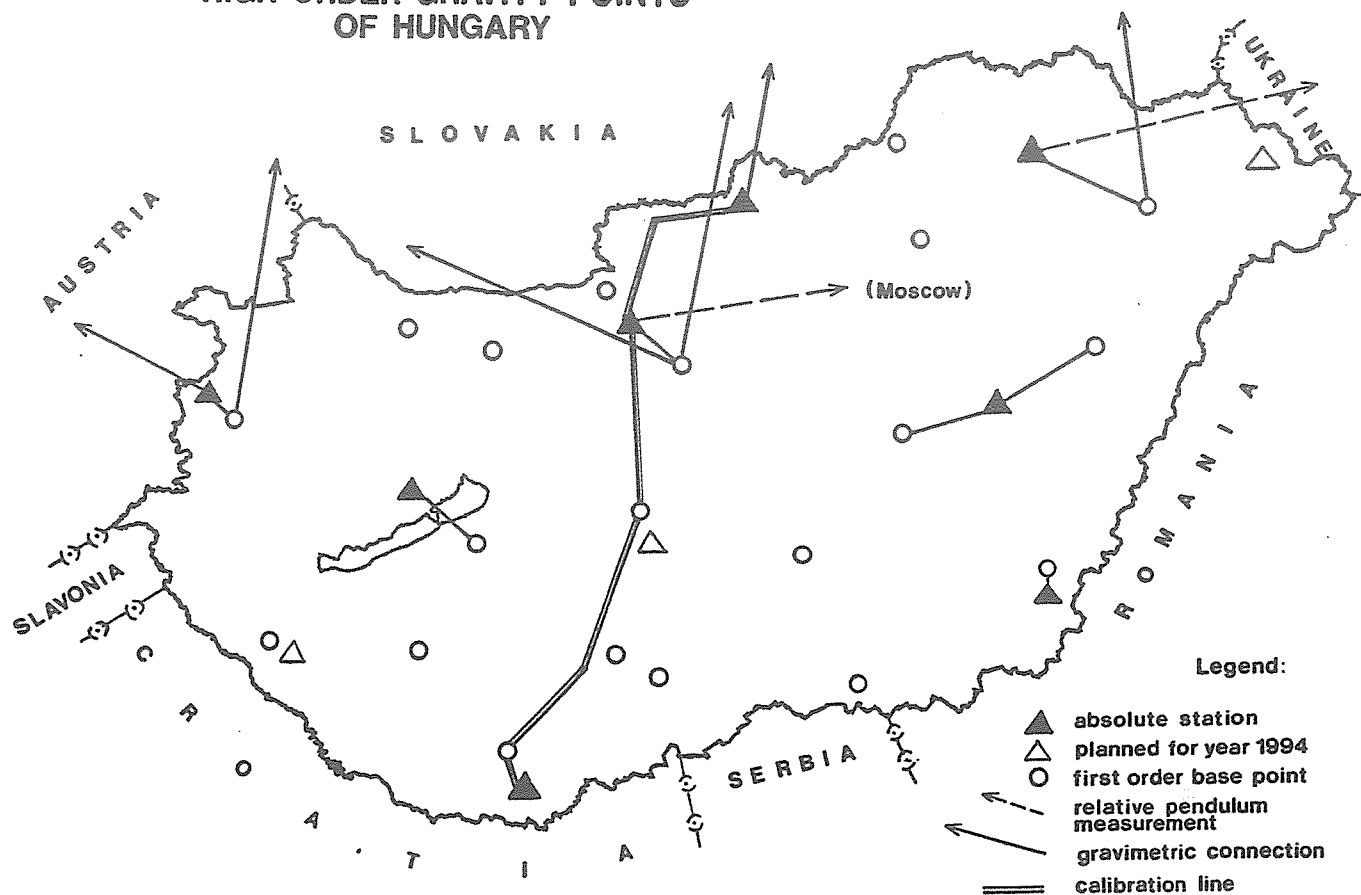 OF HUNGARY
UKRAINE
SLOVAKIA
AUSTRIA
(Moscow)
ROMANIA
SLAVONIA
CROATIA
SERBIA
Legend:
absolute station
planned for year 1994
first order base point
relative pendulum
measurement
gravimetric connection
calibration line